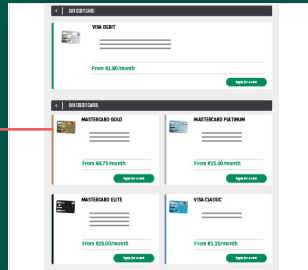 OUR DEBIT CARD
VISA DEBIT
From €1.80/month
Apply for a card
OUR CREDIT CARDS
MASTERCARD GOLD
From €4.75/month
Apply for a card
MASTERCARD PLATINUM
From €15.00/month
Apply for a card
MASTERCARD ELITE
From €25.00/month
Apply for a card
VISA CLASSIC
From €1.25/month
Apply for a card